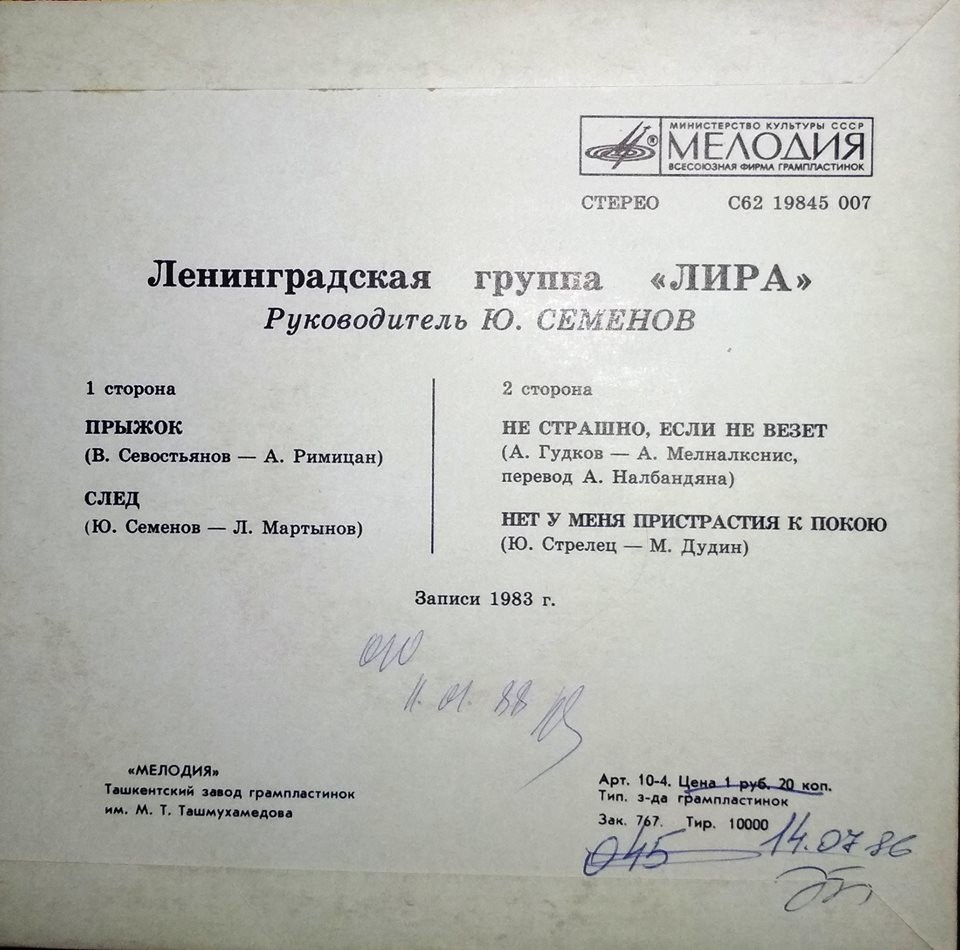 МИНИСТЕРСТВО КУЛЬТУРЫ СССР
МЕЛОДИЯ
ВСЕСОЮЗНАЯ ФИРМА ГРАМПЛАСТИНОК
СТЕРЕО С62 19845 007
Ленинградская группа «ЛИРА»
Руководитель Ю. СЕМЕНОВ
1 сторона
ПРЫЖОК
(В. Севостьянов — А. Римицан)
СЛЕД
(Ю. Семенов — Л. Мартынов)
2 сторона
НЕ СТРАШНО, ЕСЛИ НЕ ВЕЗЕТ
(А. Гудков — А. Мелналкснис,
перевод А. Налбандяна)
НЕТ У МЕНЯ ПРИСТРАСТИЯ К ПОКОЮ
(Ю. Стрелец — М. Дудин)
Записи 1983 г.
11.01.88
«МЕЛОДИЯ»
Ташкентский завод грампластинок
им. М. Т. Ташмухамедова
Арт. 10-4. Цена 1 руб. 20 коп.
Тип. з-да грампластинок
Зак. 767. Тир. 10000
045 14.07 86